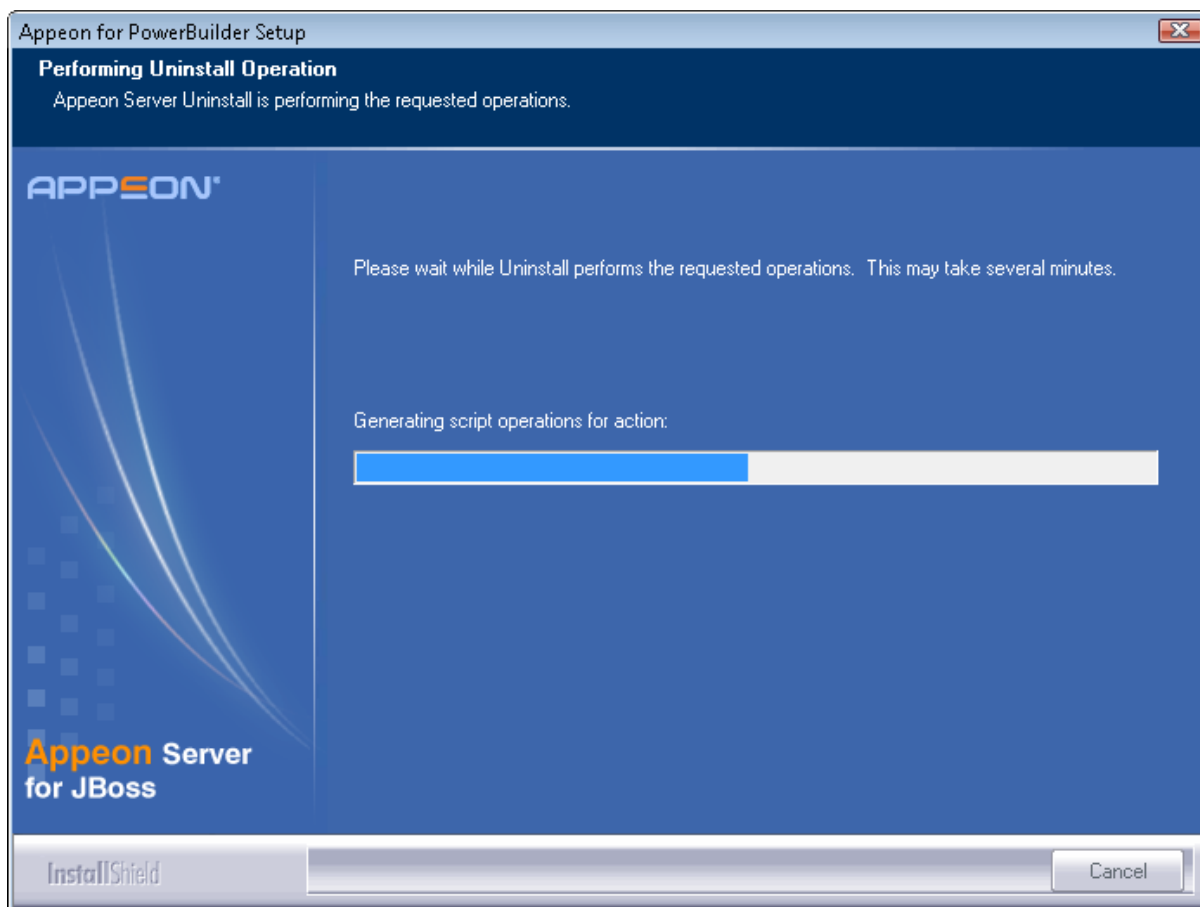 Appeon for PowerBuilder Setup
Performing Uninstall Operation
Appeon Server Uninstall is performing the requested operations.
APPEON
Please wait while Uninstall performs the requested operations.  This may take several minutes.
Generating script operations for action:
Appeon Server
for JBoss
InstallShield
Cancel